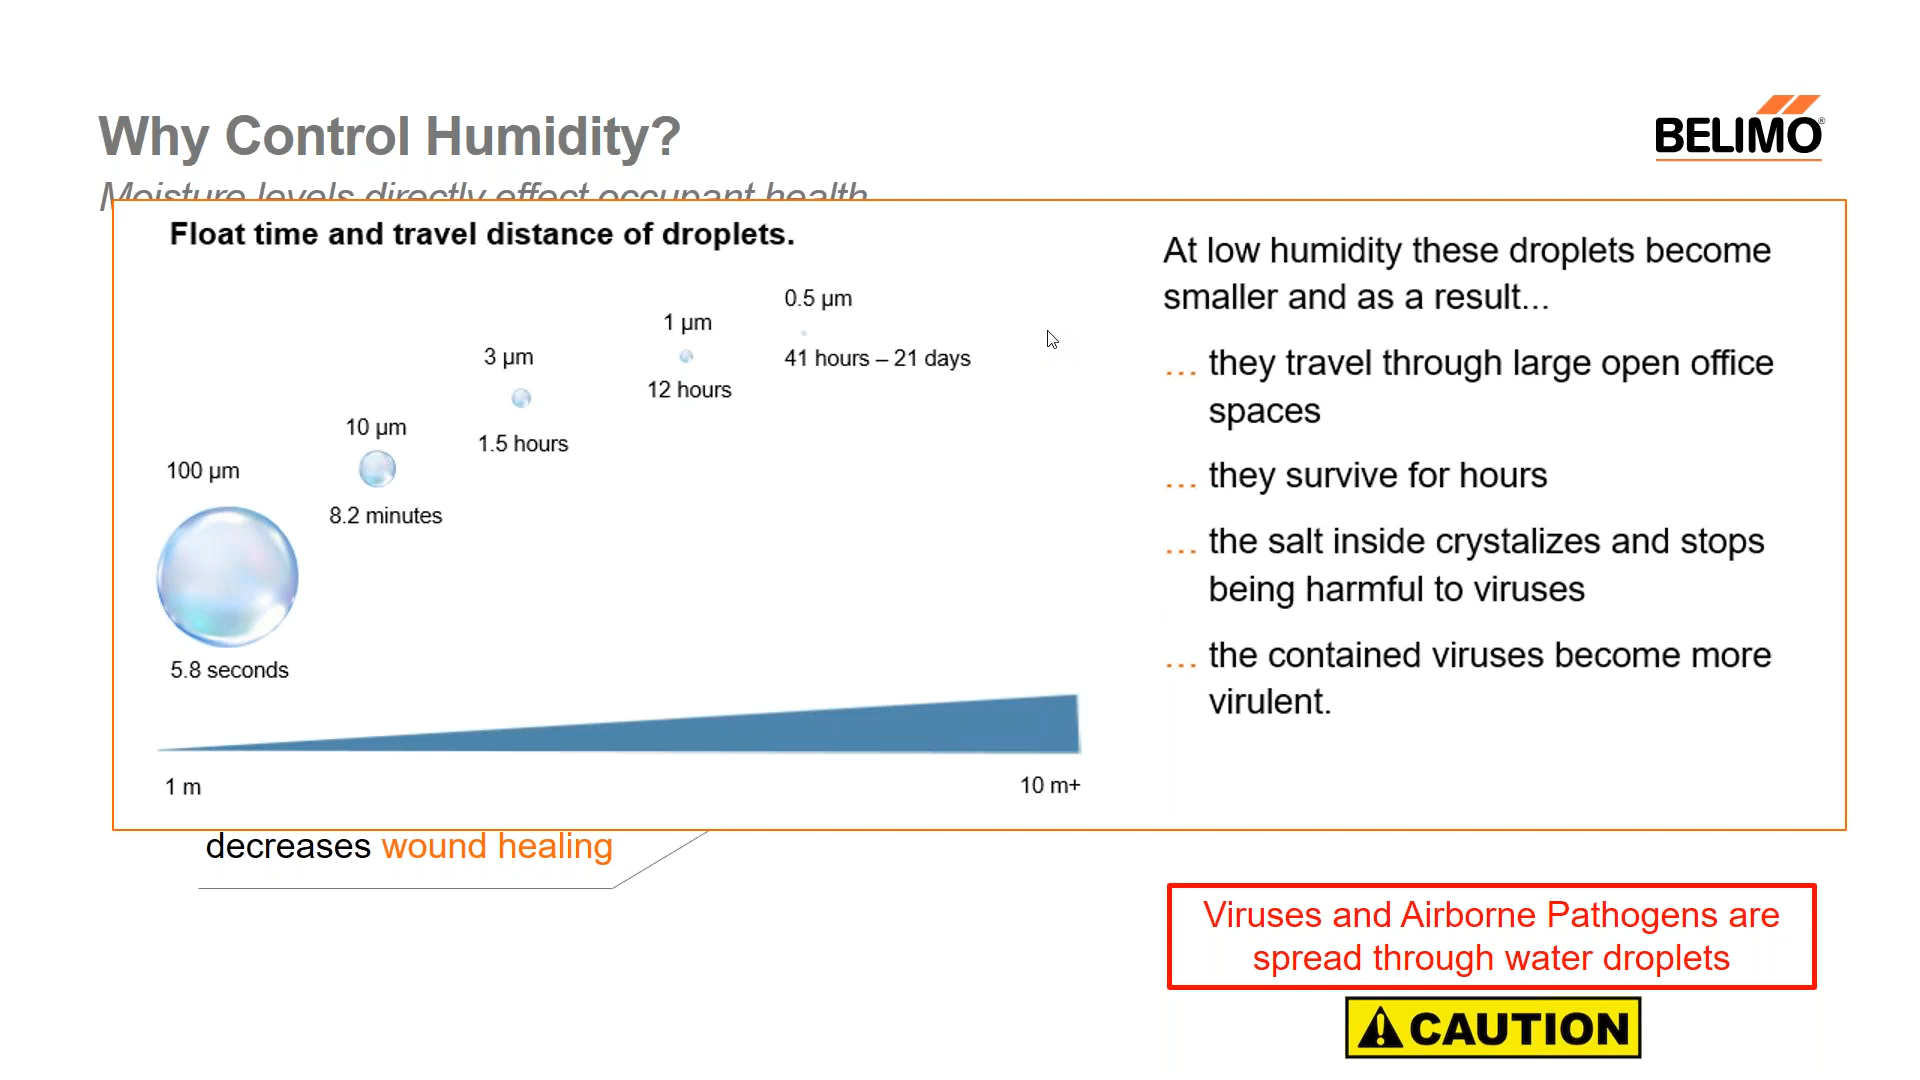 Why Control Humidity?
BELIMO®
Moisture levels directly effect occupant health
Float time and travel distance of droplets.
0.5 µm
41 hours – 21 days
1 µm
12 hours
3 µm
1.5 hours
10 µm
8.2 minutes
100 µm
5.8 seconds
1 m
10 m+
At low humidity these droplets become
smaller and as a result...
... they travel through large open office
spaces
... they survive for hours
... the salt inside crystalizes and stops
being harmful to viruses
... the contained viruses become more
virulent.
decreases wound healing
Viruses and Airborne Pathogens are
spread through water droplets
CAUTION